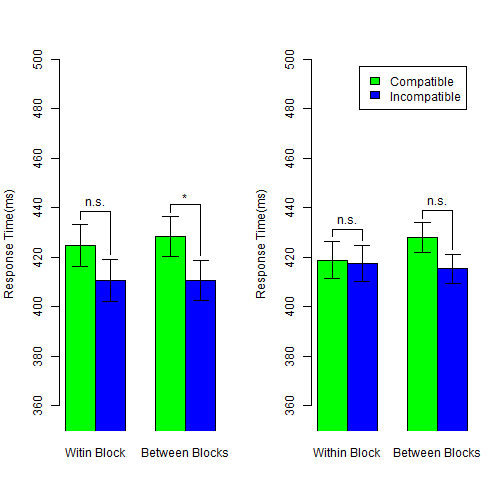 Response Time(ms)
500
480
460
440
420
400
380
360
n.s.
*
Witin Block
Between Blocks
Response Time(ms)
500
480
460
440
420
400
380
360
Compatible
Incompatible
n.s.
n.s.
Within Block
Between Blocks